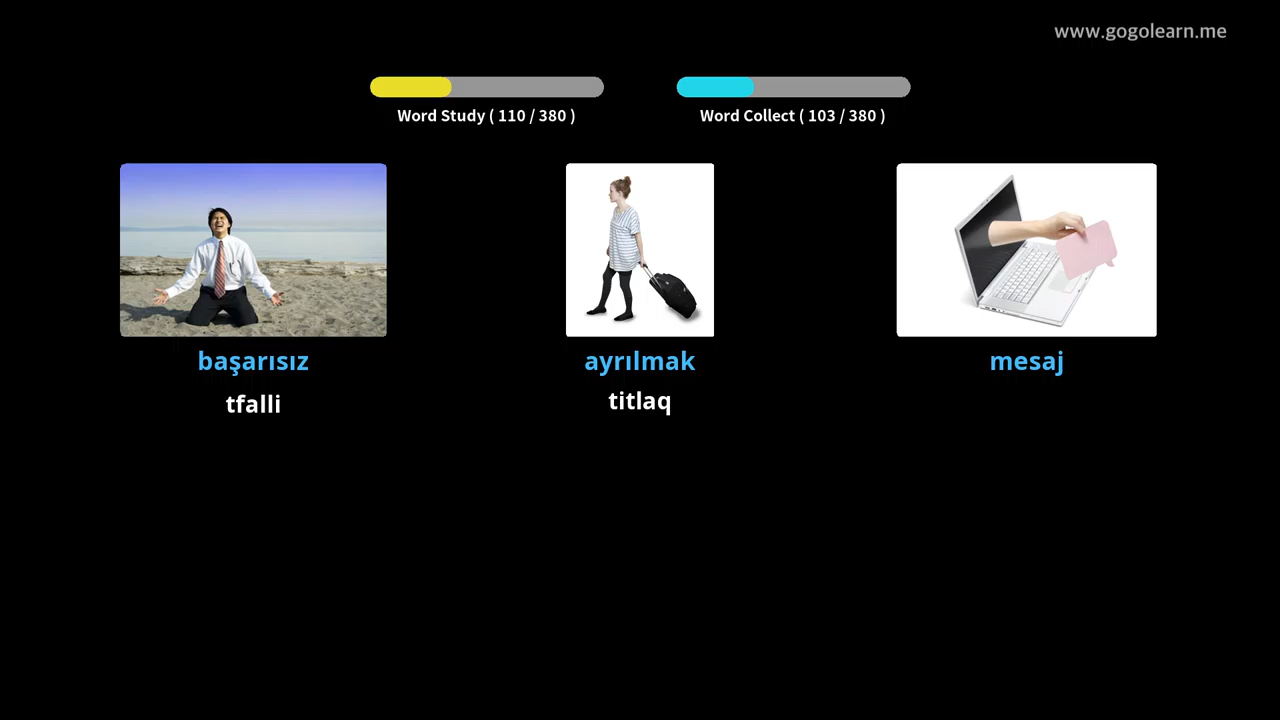 www.gogolearn.me
Word Study ( 110 / 380 )
Word Collect ( 103 / 380 )
başarısız
ayrılmak
mesaj
tfalli
titlaq